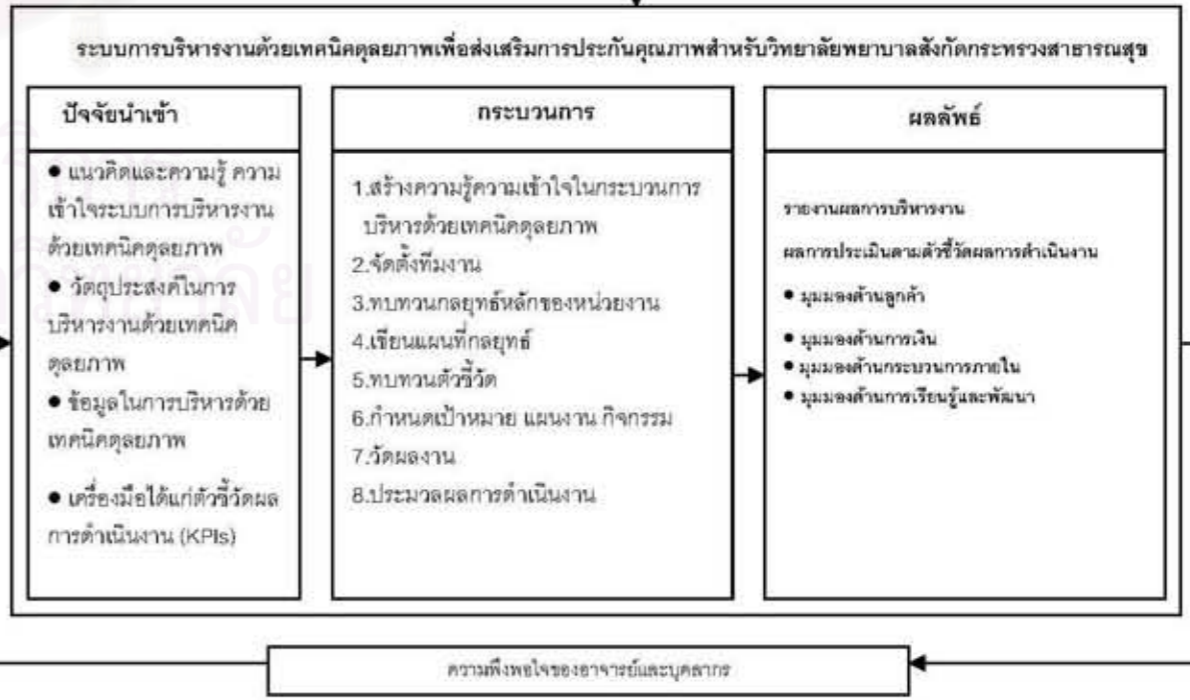 ระบบการบริหารงานด้วยเทคนิคดุลยภาพเพื่อส่งเสริมการประกันคุณภาพสำหรับวิทยาลัยพยาบาลสังกัดกระทรวงสาธารณสุข
ปัจจัยนำเข้า
● แนวคิดและความรู้ ความ
เข้าใจระบบการบริหารงาน
ด้วยเทคนิคดุลยภาพ
● วัตถุประสงค์ในการ
บริหารงานด้วยเทคนิค
ดุลยภาพ
● ข้อมูลในการบริหารด้วย
เทคนิคดุลยภาพ
● เครื่องมือได้แก่ตัวชี้วัดผล
การดำเนินงาน (KPIs)
กระบวนการ
1.สร้างความรู้ความเข้าใจในกระบวนการ
บริหารด้วยเทคนิคดุลยภาพ
2.จัดตั้งทีมงาน
3.ทบทวนกลยุทธ์หลักของหน่วยงาน
4.เขียนแผนที่กลยุทธ์
5.ทบทวนตัวชี้วัด
6.กำหนดเป้าหมาย แผนงาน กิจกรรม
7.วัดผลงาน
8.ประมวลผลการดำเนินงาน
ผลลัพธ์
รายงานผลการบริหารงาน
ผลการประเมินตามตัวชี้วัดผลการดำเนินงาน
● มุมมองด้านลูกค้า
● มุมมองด้านการเงิน
● มุมมองด้านกระบวนการภายใน
● มุมมองด้านการเรียนรู้และพัฒนา
ความพึงพอใจของอาจารย์และบุคลากร